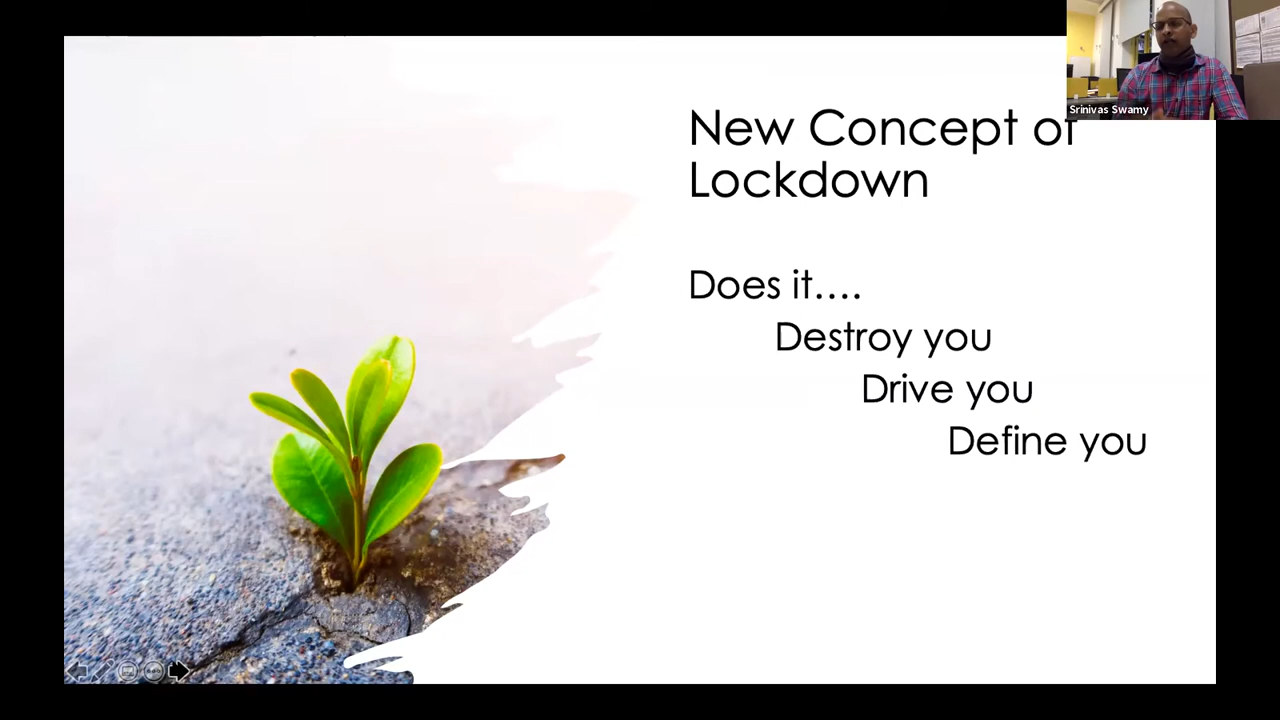 Srinivas Swamy
New Concept of
Lockdown
Does it....
Destroy you
Drive you
Define you